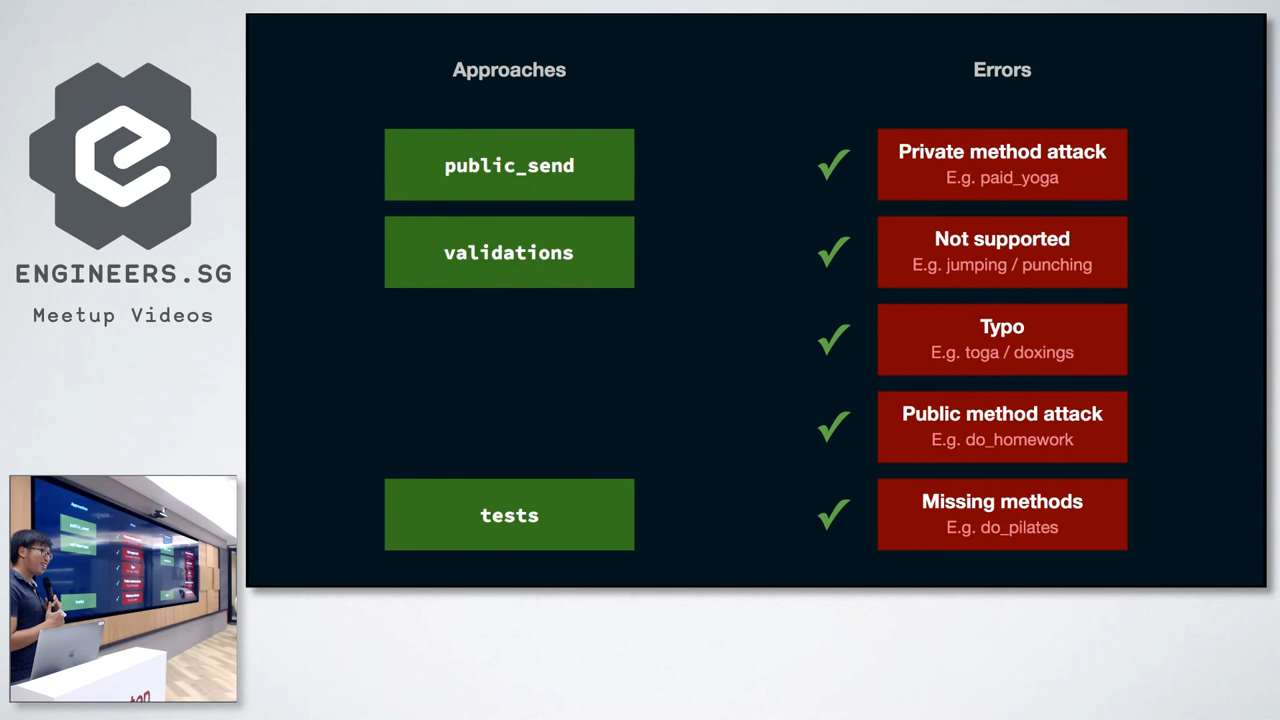 ENGINEERS.SG
Meetup Videos
Approaches
Errors
public_send
Private method attack
E.g. paid_yoga
validations
Not supported
E.g. jumping / punching
Typo
E.g. toga / doxings
Public method attack
E.g. do_homework
tests
Missing methods
E.g. do_pilates